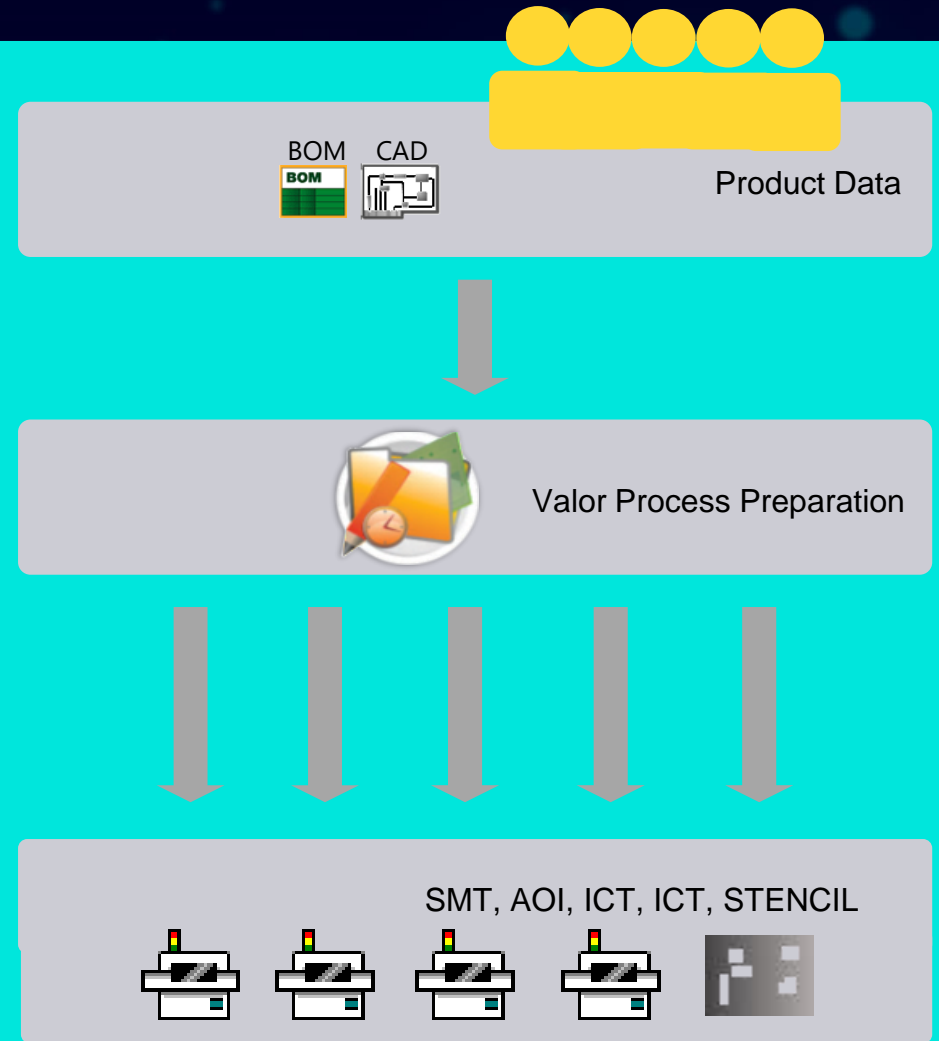 BOM CAD
BOM
Product Data
Valor Process Preparation
SMT, AOI, ICT, ICT, STENCIL